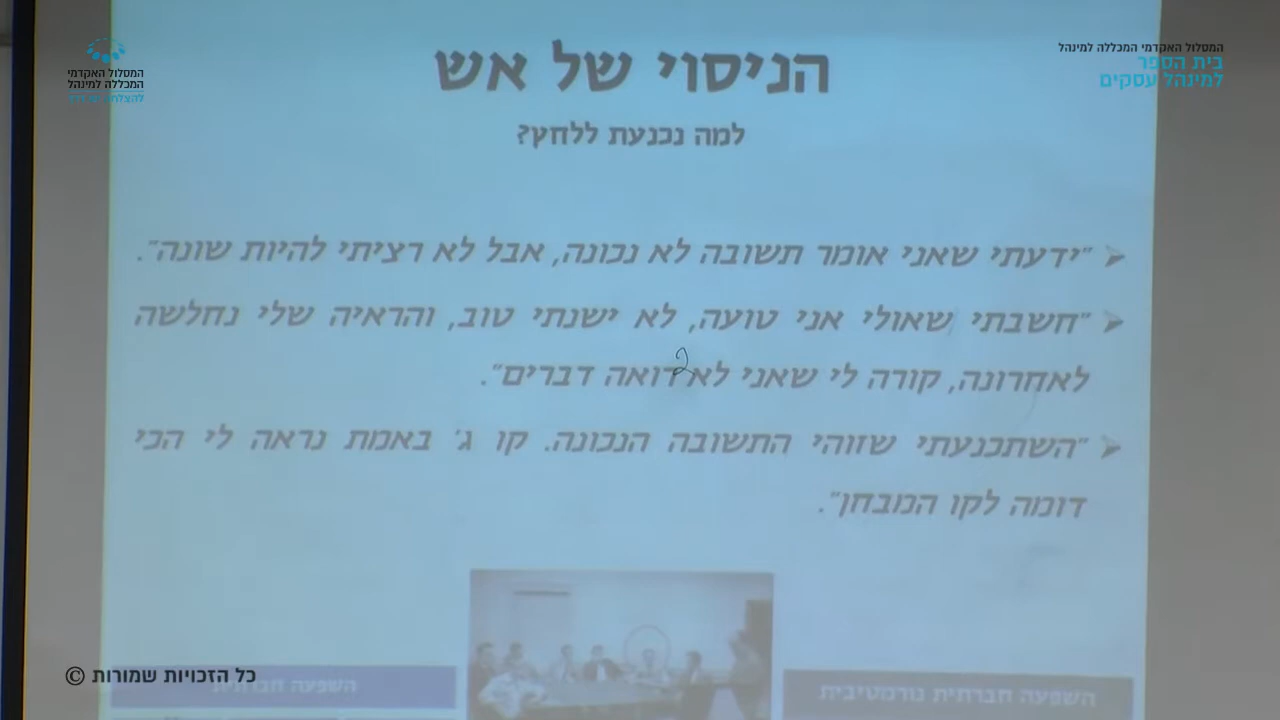 המסלול האקדמי המכללה למינהל
בית הספר
למינהל עסקים
המסלול האקדמי
המכללה למינהל
הניסוי של אש
למה נכנעת ללחץ?
"ידעתי שאני אומר תשובה לא נכונה, אבל לא רציתי להיות שונה".
"חשבתי שאולי אני טועה, לא ישנתי טוב, והראיה שלי נחלשה
לאחרונה, קורה לי שאני לא רואה דברים".
"השתכנעתי שזוהי התשובה הנכונה. קו ג' באמת נראה לי הכי
דומה לקו המבחן".
השפעה חברתית נורמטיבית
השפעה חברתית
כל הזכויות שמורות ©